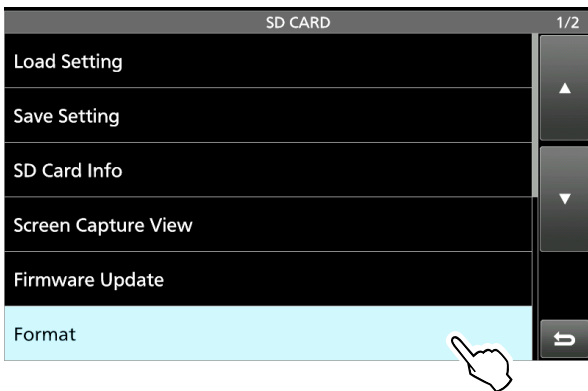 SD CARD
1/2
Load Setting
Save Setting
SD Card Info
Screen Capture View
Firmware Update
Format